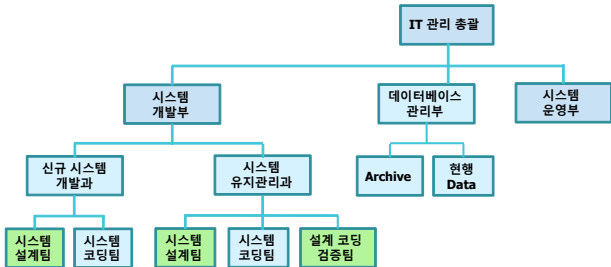 IT 관리 총괄
시스템
개발부
데이터베이스
관리부
시스템
운영부
신규 시스템
개발과
시스템
유지관리과
Archive
현행
Data
시스템
설계팀
시스템
코딩팀
시스템
설계팀
시스템
코딩팀
설계 코딩
검증팀